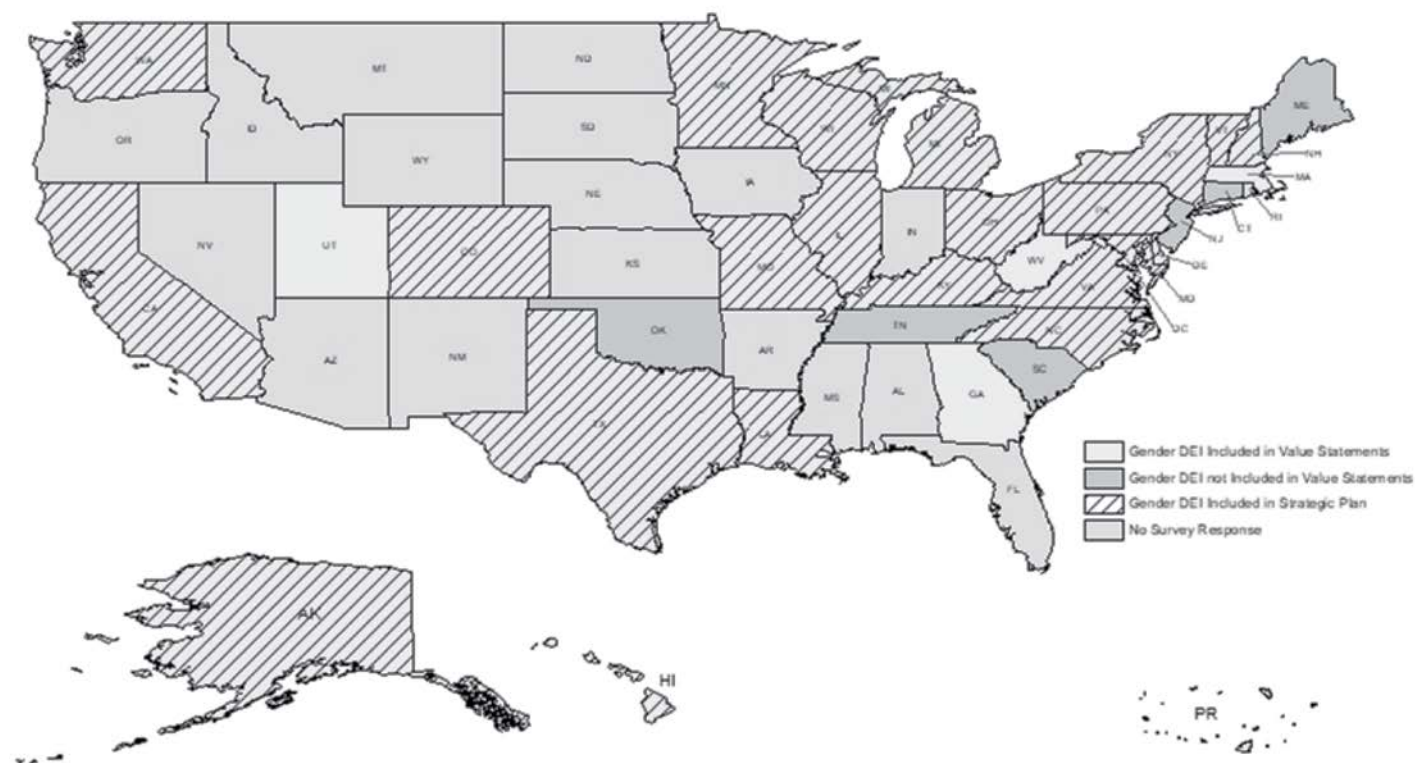 WA
MT
ND
MN
ME
OR
ID
SD
WI
MI
MI
VT
NY
NH
WY
MA
IA
NE
PA
RI
CT
NV
UT
CO
IL
IN
OH
NJ
KS
MO
WV
DE
CA
KY
VA
MD
DC
OK
TN
NC
AZ
NM
AR
SC
MS
AL
GA
TX
LA
FL
Gender DEI Included in Value Statements
Gender DEI not Included in Value Statements
Gender DEI Included in Strategic Plan
No Survey Response
AK
HI
PR